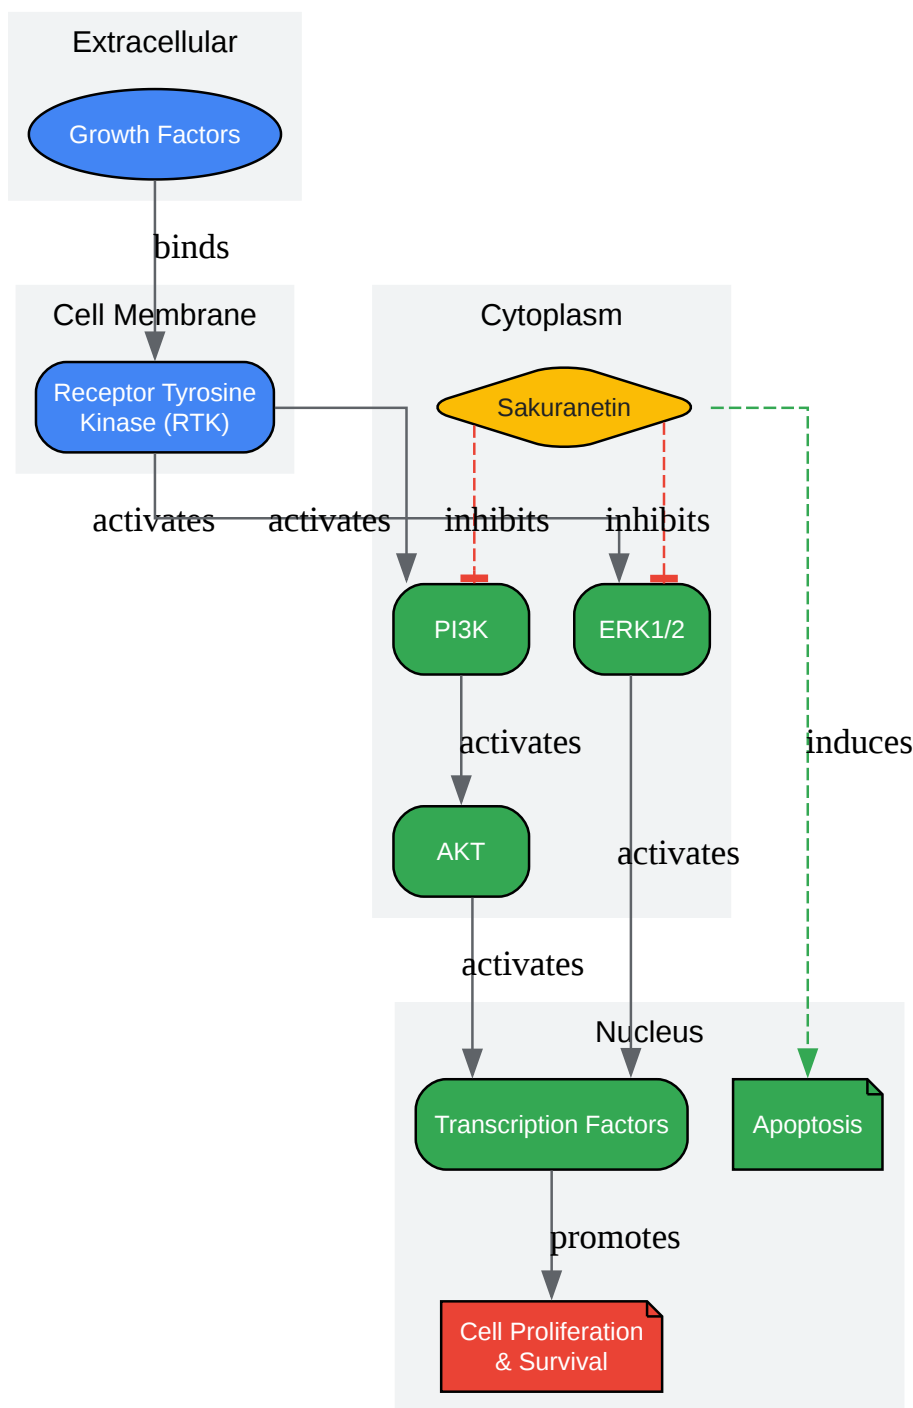 Extracellular
Growth Factors
binds
Cell Membrane
Cytoplasm
Receptor Tyrosine
Kinase (RTK)
Sakuranetin
activates
activates
inhibits
inhibits
PI3K
ERK1/2
activates
induces
AKT
activates
activates
Nucleus
Transcription Factors
Apoptosis
promotes
Cell Proliferation
& Survival